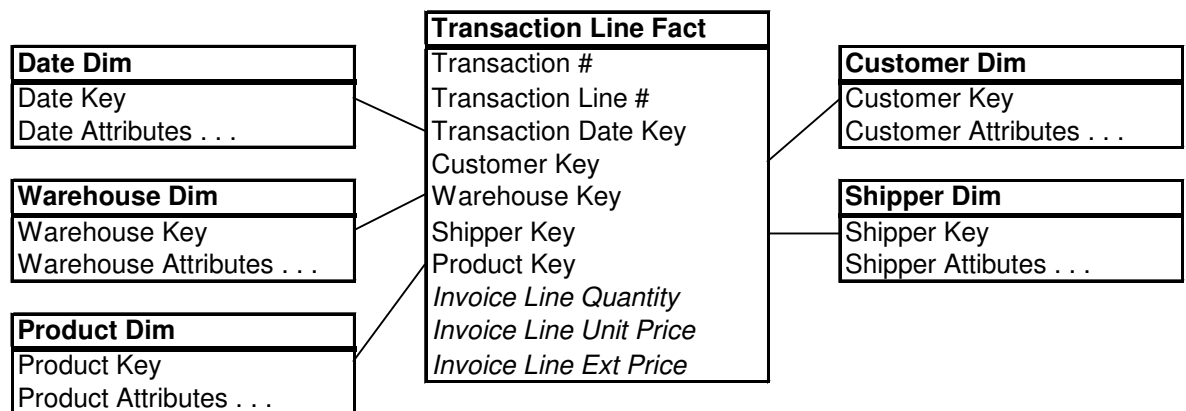 Transaction Line Fact
Transaction #
Transaction Line #
Transaction Date Key
Customer Key
Warehouse Key
Shipper Key
Product Key
Invoice Line Quantity
Invoice Line Unit Price
Invoice Line Ext Price
Date Dim
Date Key
Date Attributes . . .
Warehouse Dim
Warehouse Key
Warehouse Attributes . . .
Product Dim
Product Key
Product Attributes . . .
Customer Dim
Customer Key
Customer Attributes . . .
Shipper Dim
Shipper Key
Shipper Attibutes . . .